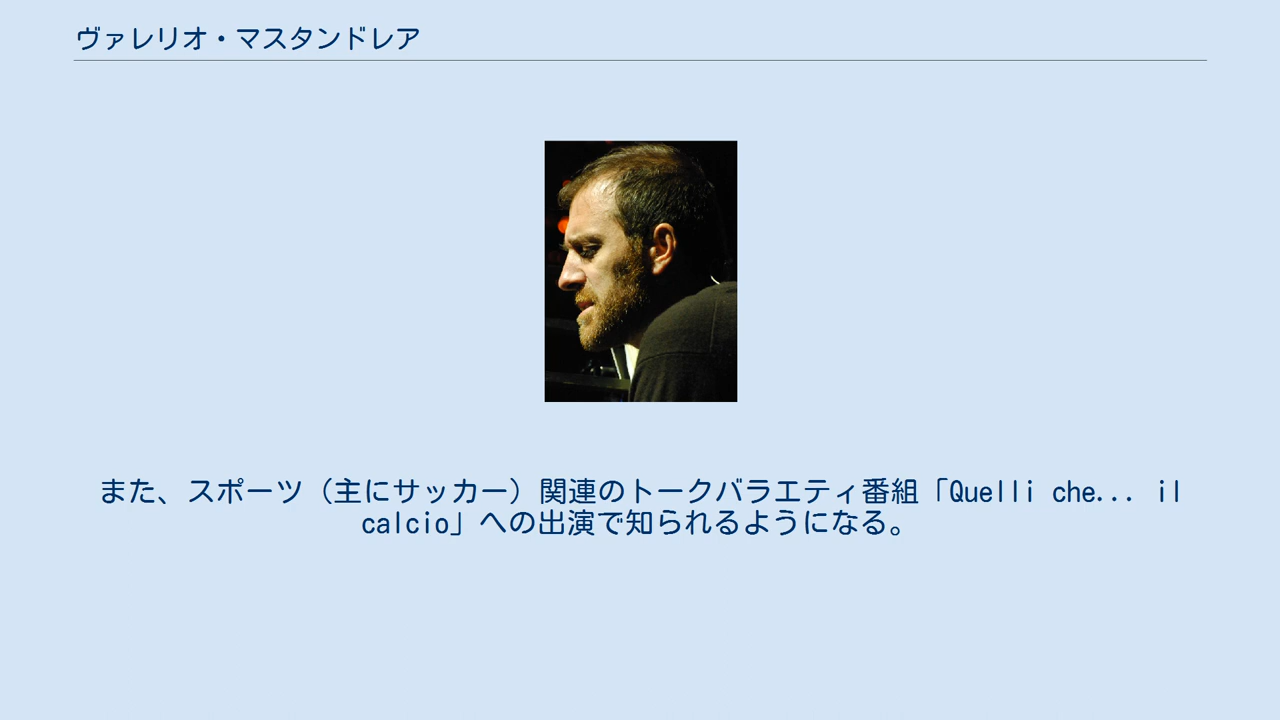 ヴァレリオ・マスタンドレア
また、スポーツ（主にサッカー）関連のトークバラエティ番組「Quelli che... il
calcio」への出演で知られるようになる。